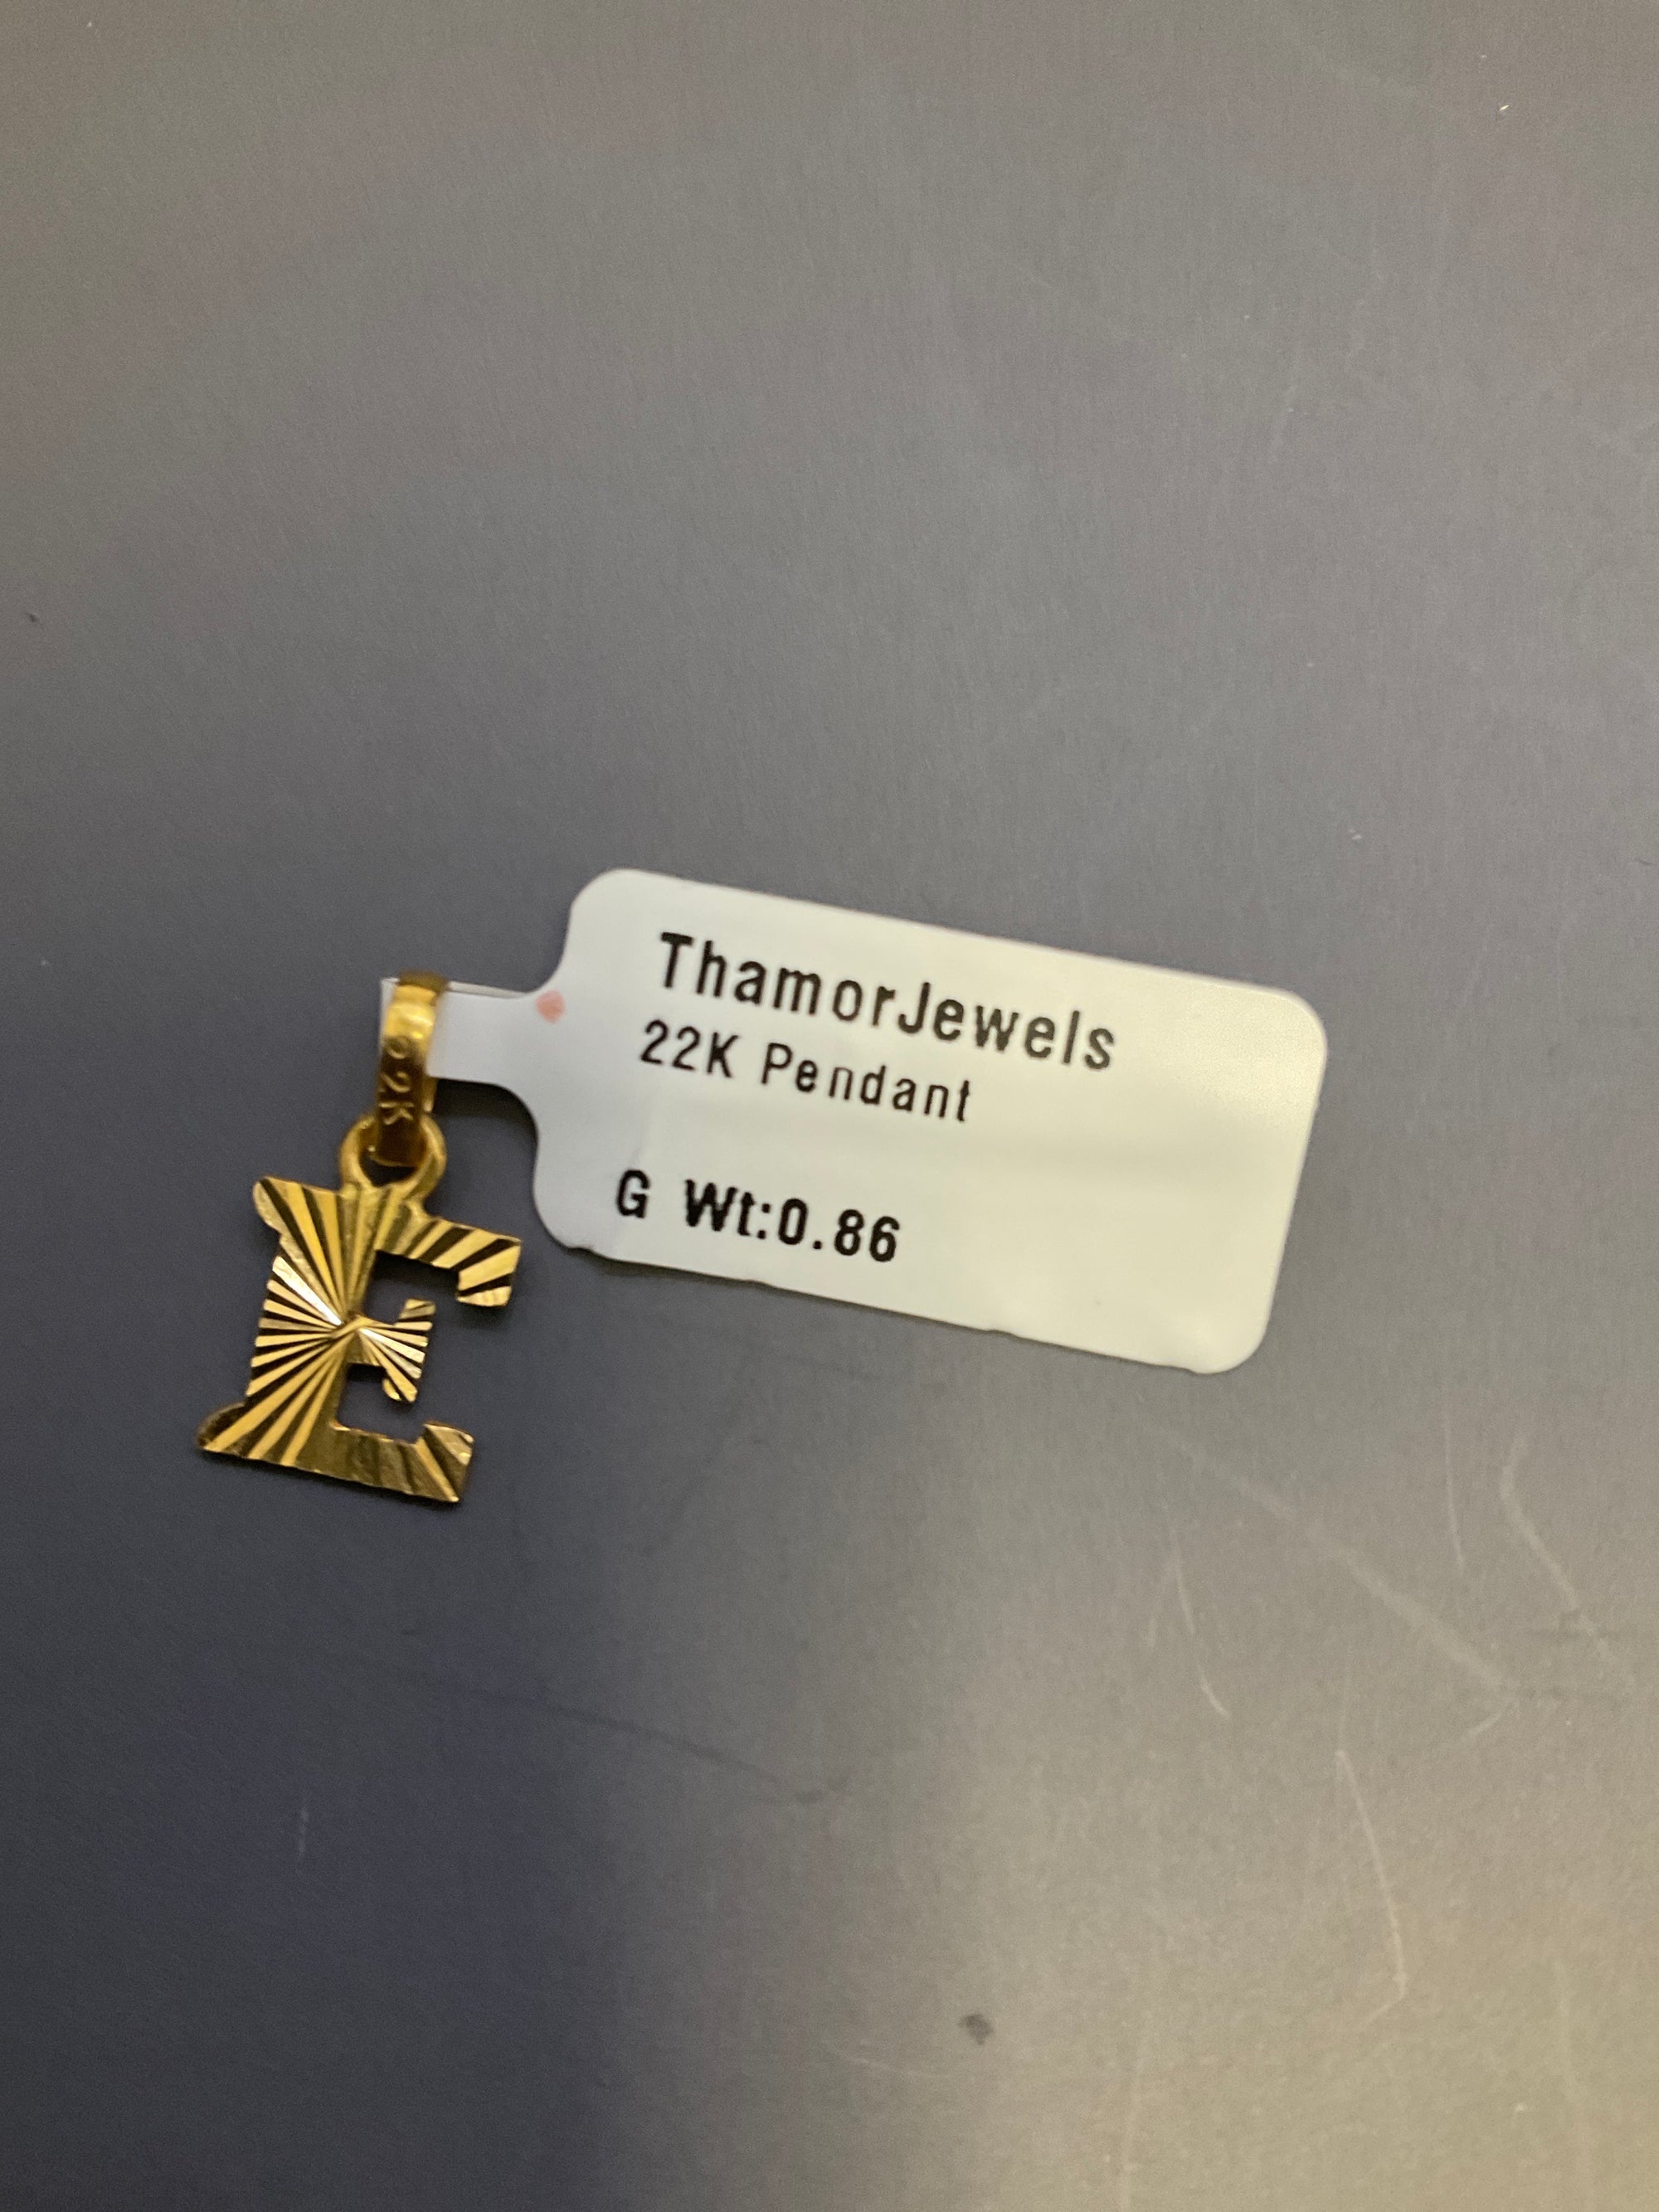 ThamorJewels
22K Pendant
G Wt:0.86
22K
E